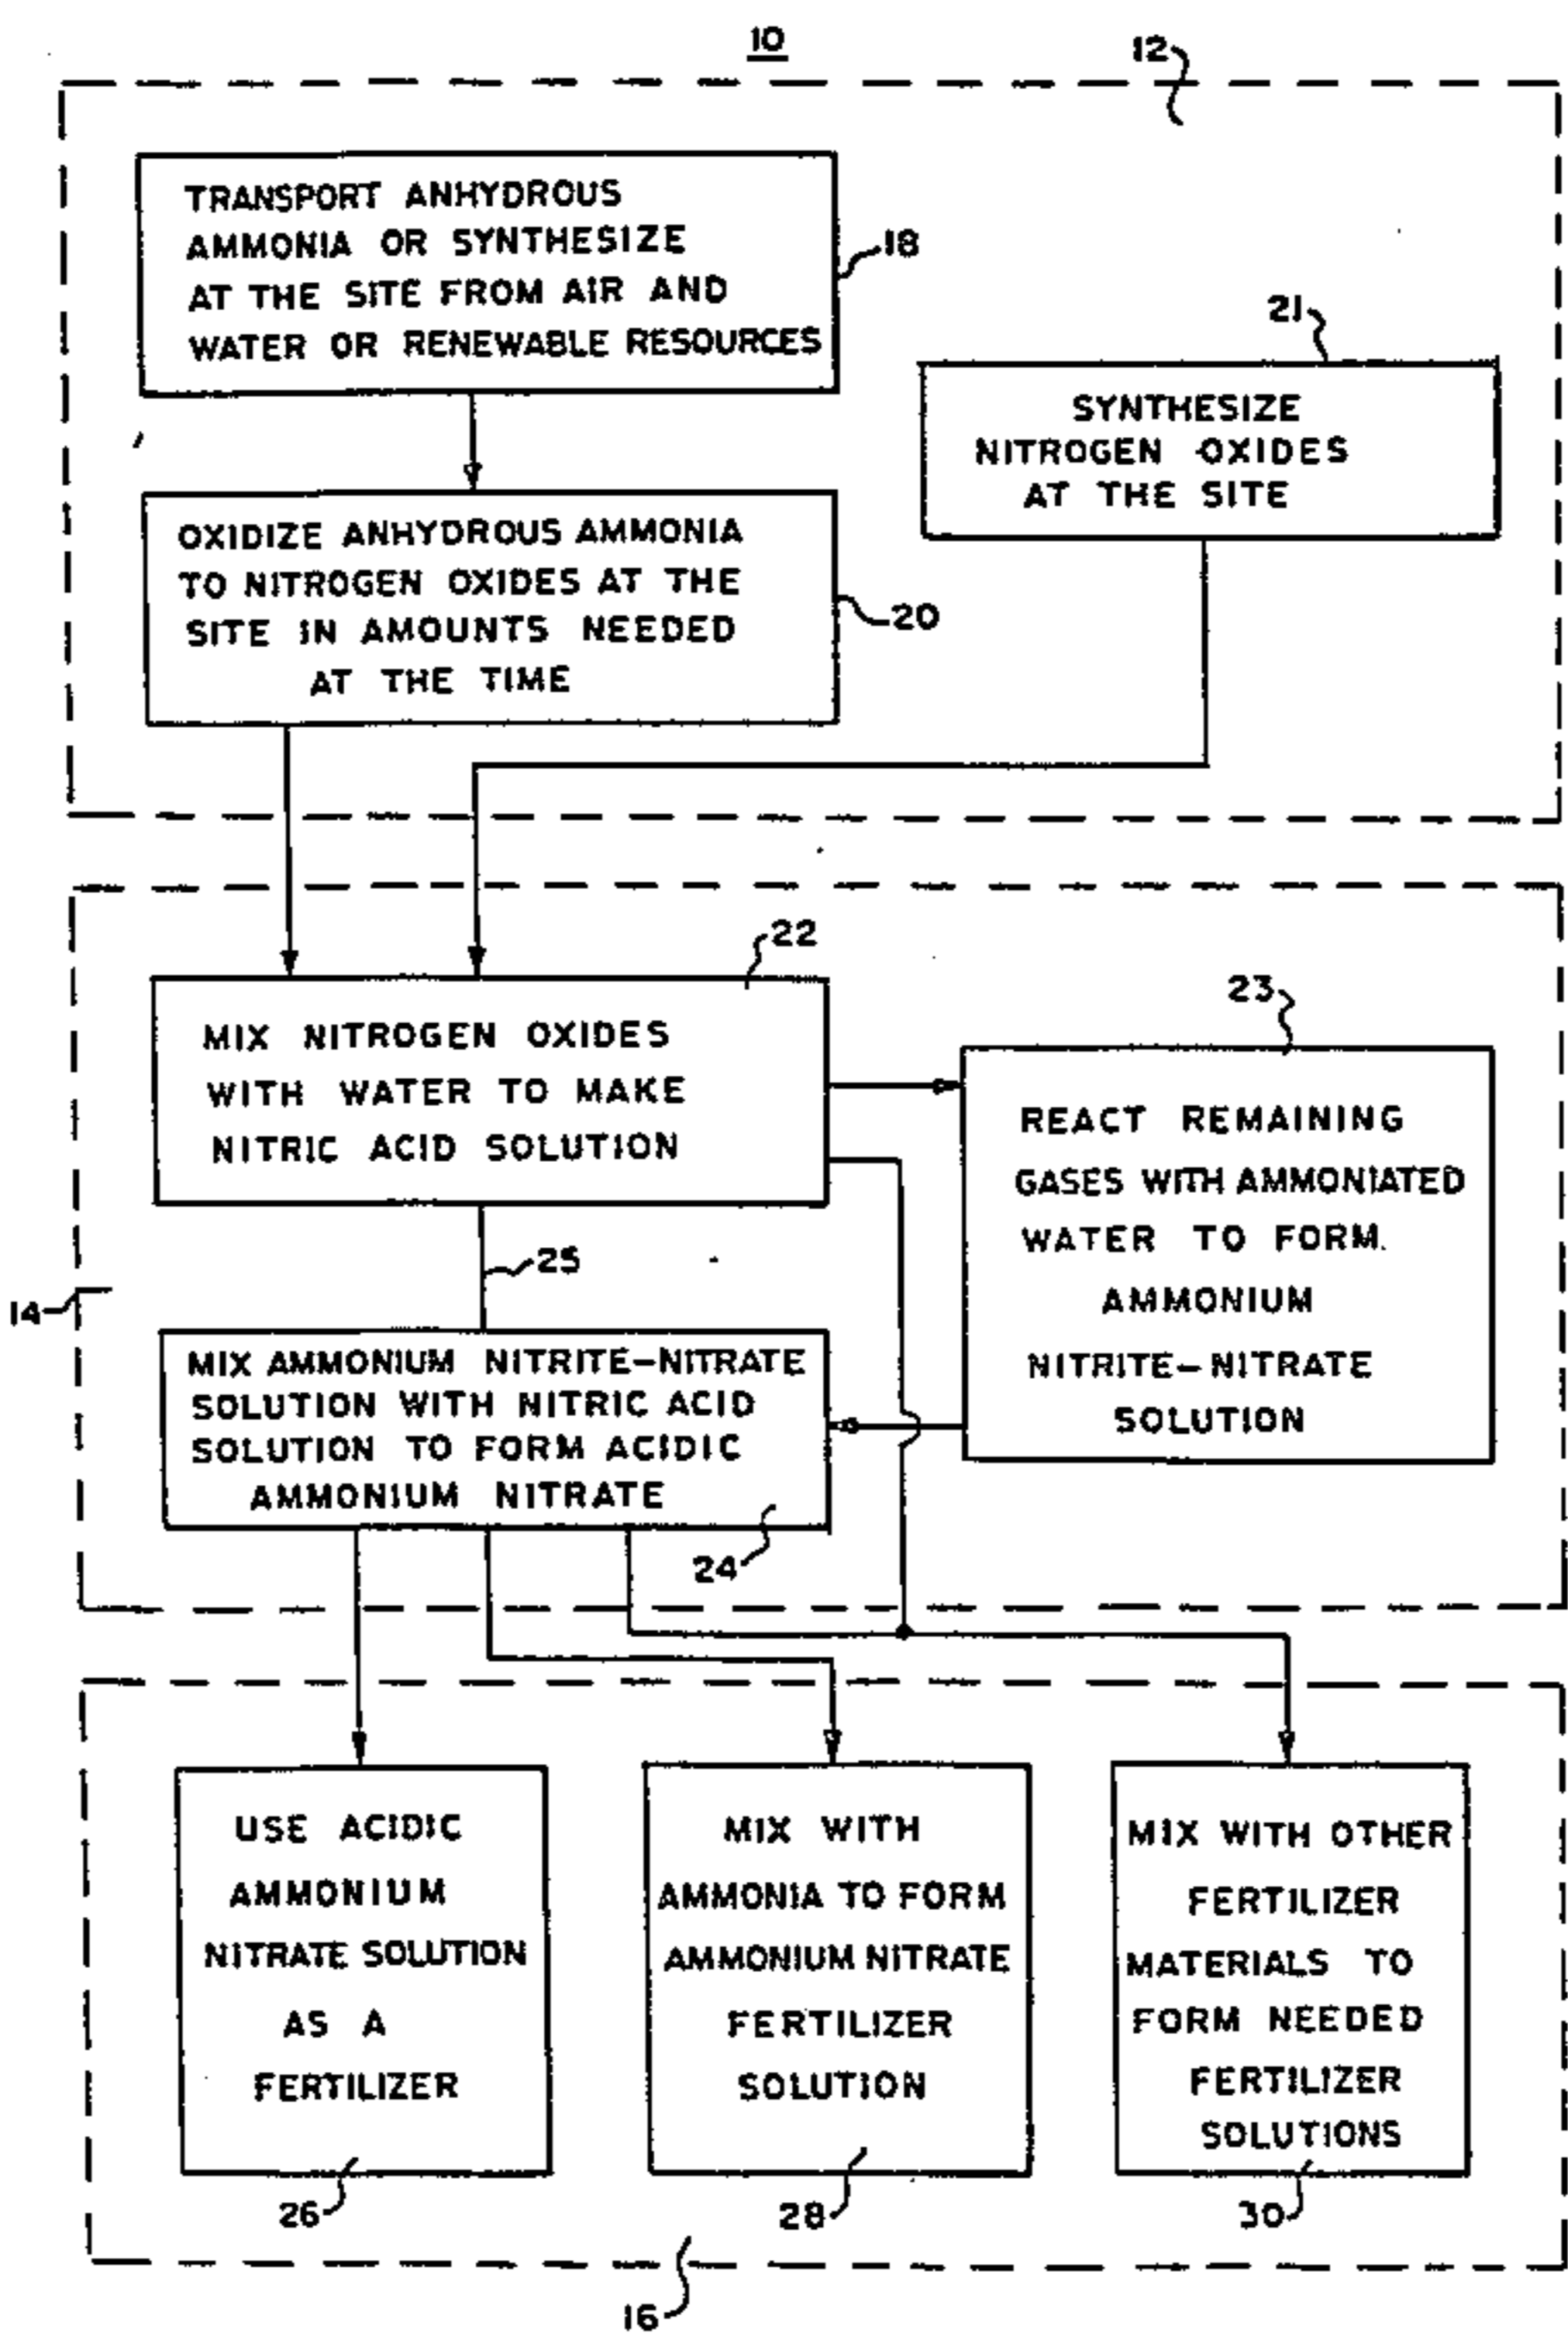 10
12
TRANSPORT ANHYDROUS
AMMONIA OR SYNTHESIZE
AT THE SITE FROM AIR AND
WATER OR RENEWABLE RESOURCES
18
21
SYNTHESIZE
NITROGEN OXIDES
AT THE SITE
OXIDIZE ANHYDROUS AMMONIA
TO NITROGEN OXIDES AT THE
SITE IN AMOUNTS NEEDED
AT THE TIME
20
22
MIX NITROGEN OXIDES
WITH WATER TO MAKE
NITRIC ACID SOLUTION
23
REACT REMAINING
GASES WITH AMMONIATED
WATER TO FORM
AMMONIUM
NITRITE-NITRATE
SOLUTION
25
14
MIX AMMONIUM NITRITE-NITRATE
SOLUTION WITH NITRIC ACID
SOLUTION TO FORM ACIDIC
AMMONIUM NITRATE
24
USE ACIDIC
AMMONIUM
NITRATE SOLUTION
AS A
FERTILIZER
26
MIX WITH
AMMONIA TO FORM
AMMONIUM NITRATE
FERTILIZER
SOLUTION
28
MIX WITH OTHER
FERTILIZER
MATERIALS TO
FORM NEEDED
FERTILIZER
SOLUTIONS
30
16